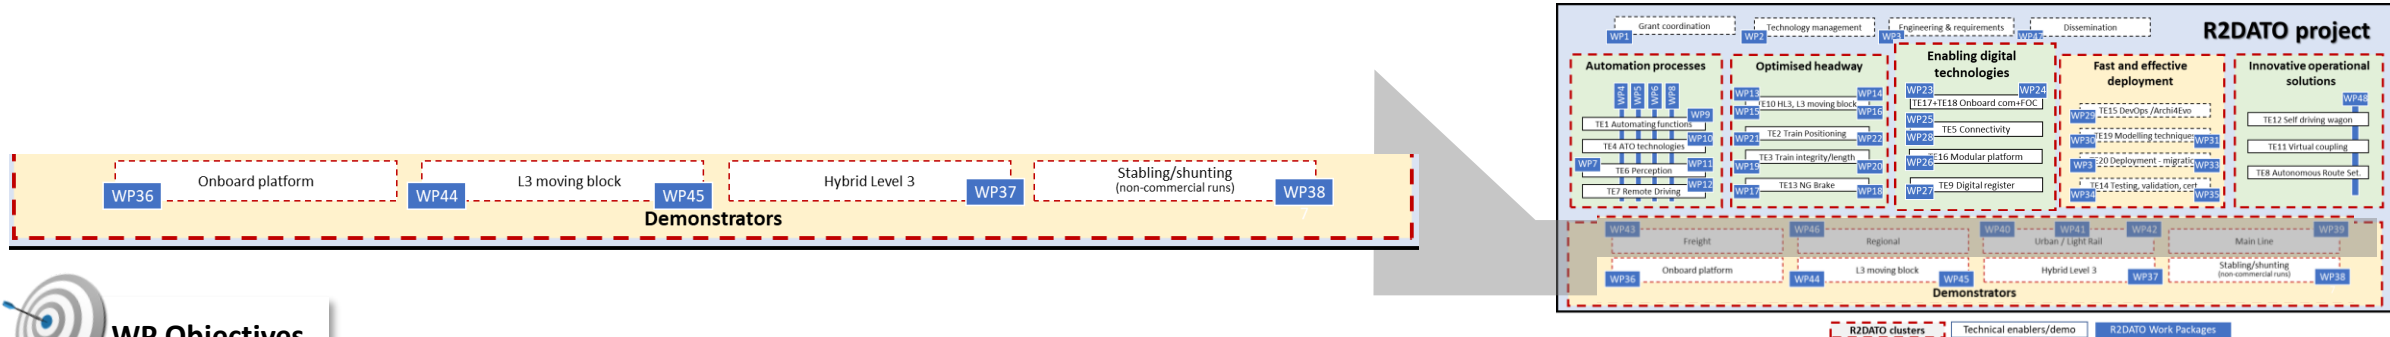 Onboard platform
WP36
L3 moving block
WP44
WP45
Hybrid Level 3
WP37
Stabling/shunting
(non-commercial runs)
WP38
Demonstrators
WP Objectives
R2DATO project
Grant coordination
WP1
Technology management
WP2
Engineering & requirements
WP3
Dissemination
WP47
Automation processes
WP4
WP5
WP6
WP8
WP9
TE1 Automating functions
WP10
TE4 ATO technologies
WP7
WP11
TE6 Perception
WP12
TE7 Remote Driving
Optimised headway
WP13
WP14
TE10 HL3, L3 moving block
WP15
WP16
WP21
TE2 Train Positioning
WP22
TE3 Train integrity/length
WP19
WP20
WP17
TE13 NG Brake
WP18
Enabling digital
technologies
WP23
WP24
TE17+TE18 Onboard com+FOC
WP25
TE5 Connectivity
WP28
WP26
TE16 Modular platform
WP27
TE9 Digital register
Fast and effective
deployment
TE15 DevOps /Archi4Evo
WP29
TE19 Modelling techniques
WP30
WP31
TE20 Deployment - migratic
WP3
WP33
TE14 Testing, validation, cert
WP34
WP35
Innovative operational
solutions
WP48
TE12 Self driving wagon
TE11 Virtual coupling
TE8 Autonomous Route Set.
WP43
Freight
WP46
Regional
WP40
WP41
WP42
Urban / Light Rail
WP39
Main Line
WP36
Onboard platform
WP44
L3 moving block
WP45
Hybrid Level 3
WP37
Stabling/shunting
(non-commercial runs)
WP38
Demonstrators
R2DATO clusters
Technical enablers/demo
R2DATO Work Packages